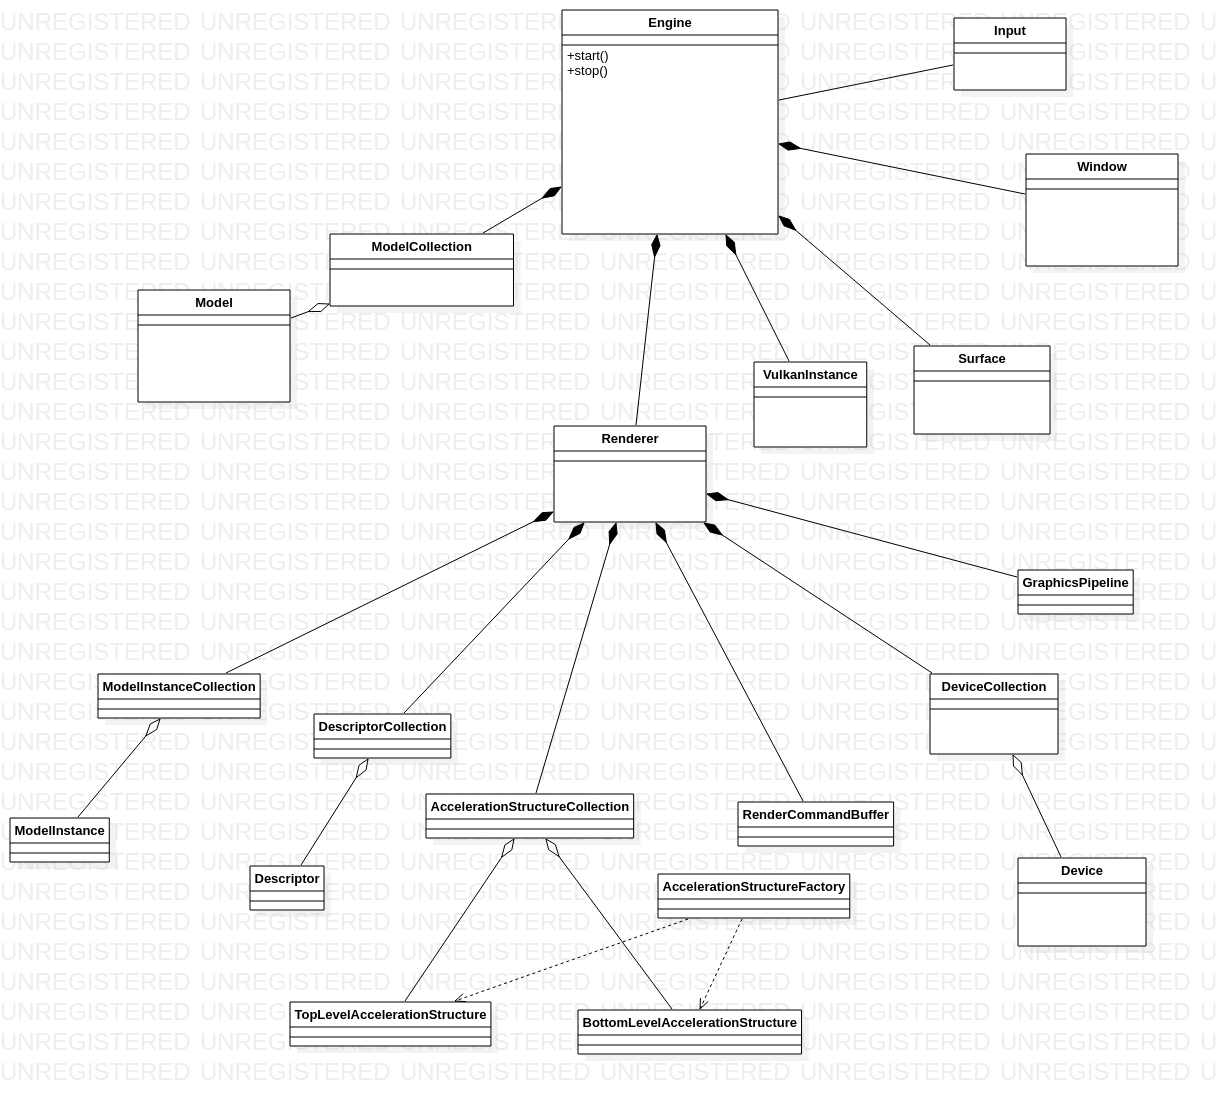 Engine
+start()
+stop()
Input
Window
ModelCollection
Model
Surface
VulkanInstance
Renderer
GraphicsPipeline
ModelInstanceCollection
DeviceCollection
DescriptorCollection
AccelerationStructureCollection
RenderCommandBuffer
ModelInstance
Device
Descriptor
AccelerationStructureFactory
TopLevelAccelerationStructure
BottomLevelAccelerationStructure
UNREGISTERED